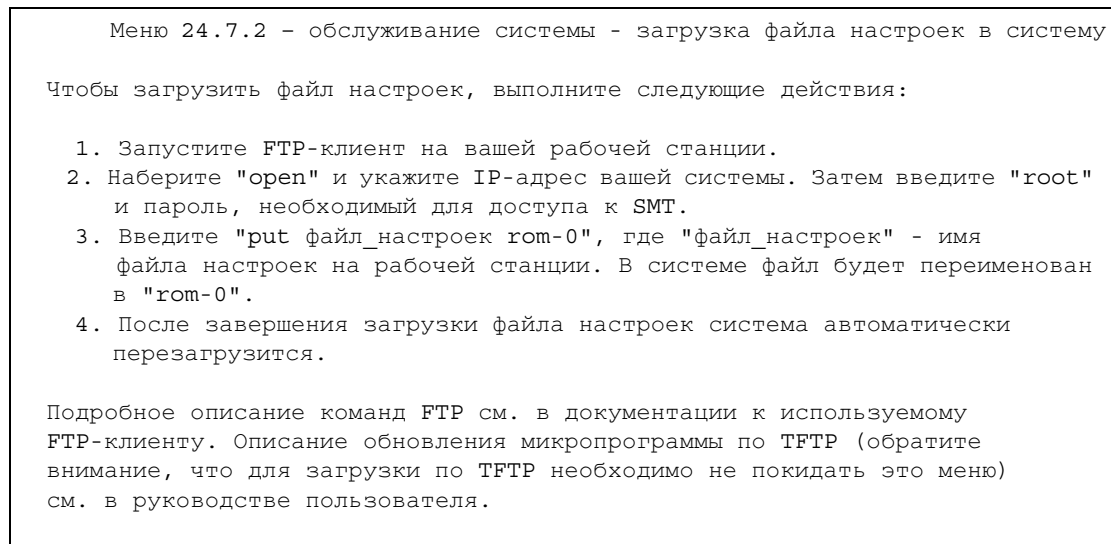 Меню 24.7.2 – обслуживание системы - загрузка файла настроек в систему
Чтобы загрузить файл настроек, выполните следующие действия:
1. Запустите FTP-клиент на вашей рабочей станции.
2. Наберите "open" и укажите IP-адрес вашей системы. Затем введите "root"
и пароль, необходимый для доступа к SMT.
3. Введите "put файл_настроек rom-0", где "файл_настроек" - имя
файла настроек на рабочей станции. В системе файл будет переименован
в "rom-0".
4. После завершения загрузки файла настроек система автоматически
перезагрузится.
Подробное описание команд FTP см. в документации к используемому
FTP-клиенту. Описание обновления микропрограммы по TFTP (обратите
внимание, что для загрузки по TFTP необходимо не покидать это меню)
см. в руководстве пользователя.